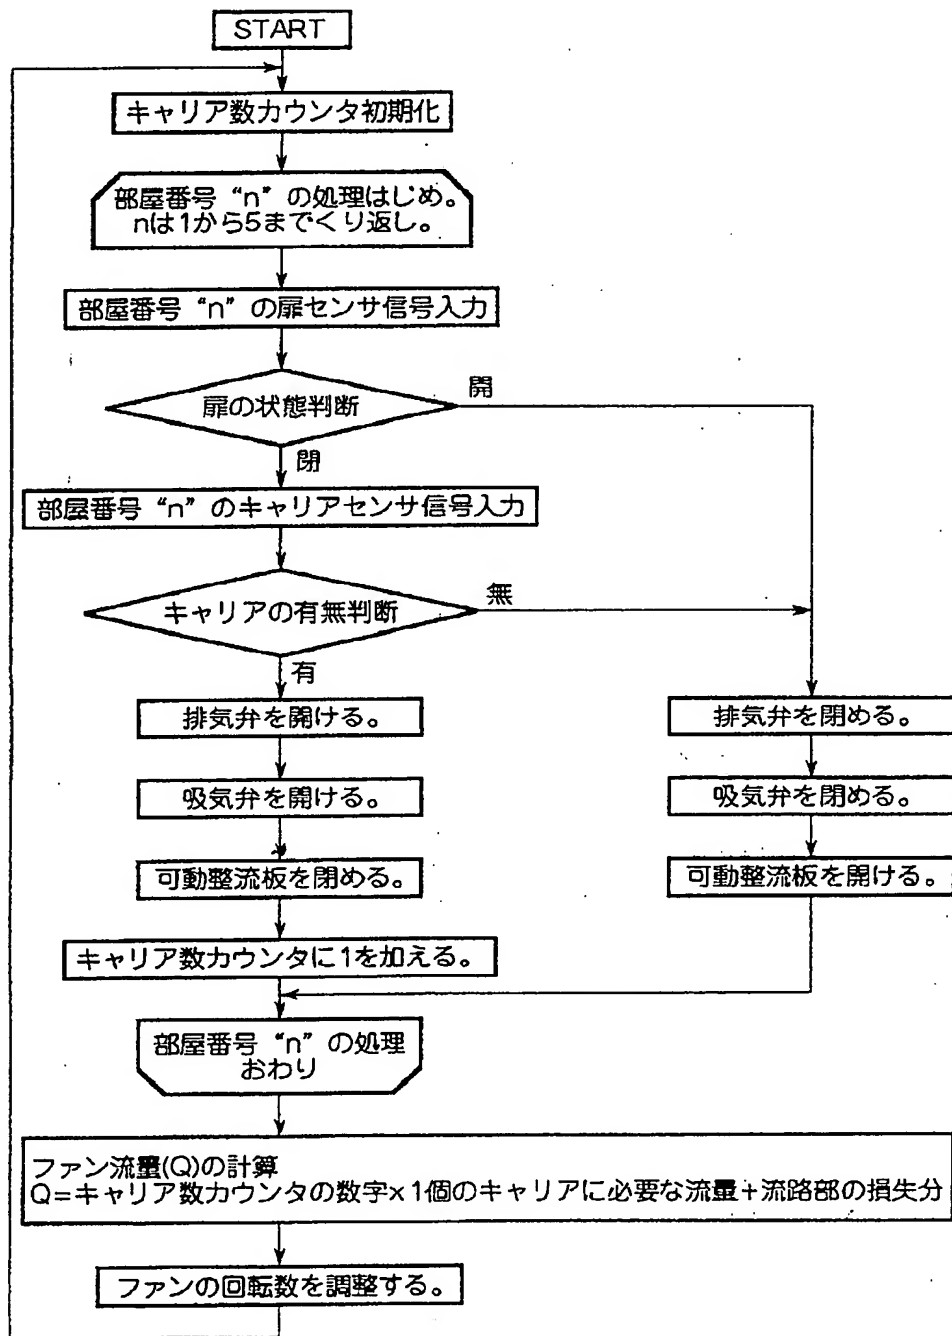 START
キャリア数カウンタ初期化
部屋番号 “n” の処理はじめ。
nは1から5までくり返し。
部屋番号 “n” の扉センサ信号入力
扉の状態判断
開
閉
部屋番号 “n” のキャリアセンサ信号入力
キャリアの有無判断
無
有
排気弁を開ける。
排気弁を閉める。
吸気弁を開ける。
吸気弁を閉める。
可動整流板を閉める。
可動整流板を開ける。
キャリア数カウンタに1を加える。
部屋番号 “n” の処理
おわり
ファン流量(Q)の計算
Q=キャリア数カウンタの数字×1個のキャリアに必要な流量+流路部の損失分
ファンの回転数を調整する。